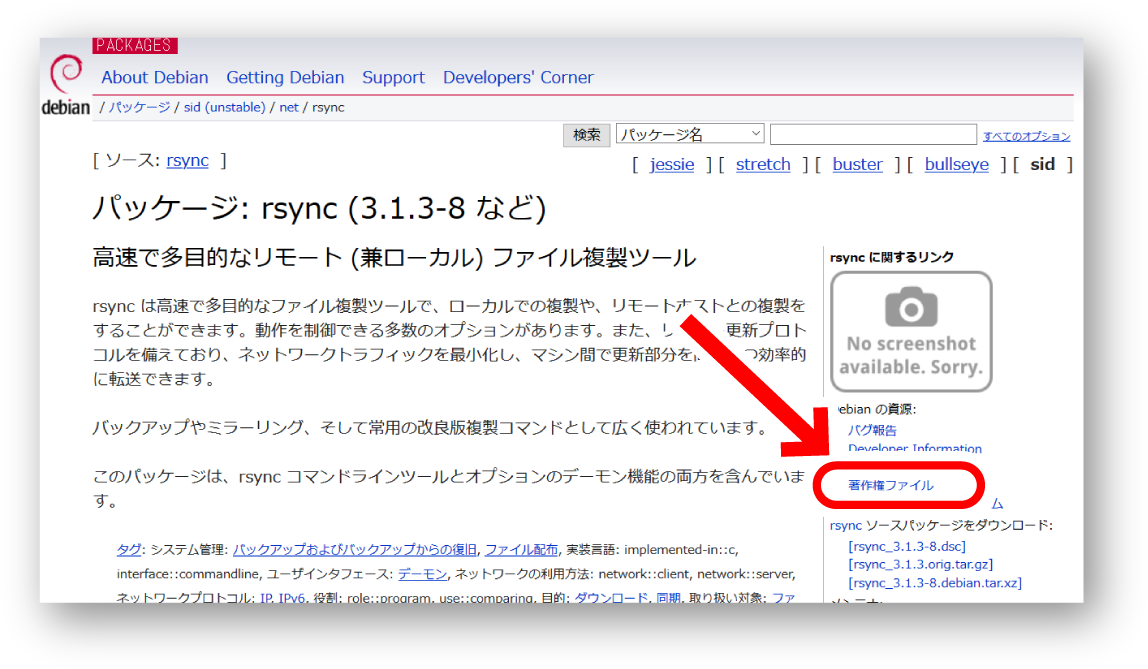 PACKAGES
About Debian Getting Debian Support Developers' Corner
debian / パッケージ / sid (unstable) / net / rsync
検索 パッケージ名 すべてのオプション
[ ソース: rsync ]
[ jessie ] [ stretch ] [ buster ] [ bullseye ] [ sid ]
パッケージ: rsync (3.1.3-8 など)
高速で多目的なリモート (兼ローカル) ファイル複製ツール
rsync は高速で多目的なファイル複製ツールで、ローカルでの複製や、リモートホストとの複製を
することができます。動作を制御できる多数のオプションがあります。また、リ 更新プロト
コルを備えており、ネットワークトラフィックを最小化し、マシン間で更新部分を つ効率的
に転送できます。
バックアップやミラーリング、そして常用の改良版複製コマンドとして広く使われています。
このパッケージは、rsync コマンドラインツールとオプションのデーモン機能の両方を含んでいま
す。
タグ: システム管理: バックアップおよびバックアップからの復旧, ファイル配布, 実装言語: implemented-in::c,
interface::commandline, ユーザインタフェース: デーモン, ネットワークの利用方法: network::client, network::server,
ネットワークプロトコル: IP, IPv6, 役割: role::program, use::comparing, 目的: ダウンロード, 同期, 取り扱い対象: ファ
rsync に関するリンク
No screenshot
available. Sorry.
ebian の資源:
バグ報告
Developer Information
著作権ファイル
ム
rsync ソースパッケージをダウンロード:
[rsync_3.1.3-8.dsc]
[rsync_3.1.3.orig.tar.gz]
[rsync_3.1.3-8.debian.tar.xz]